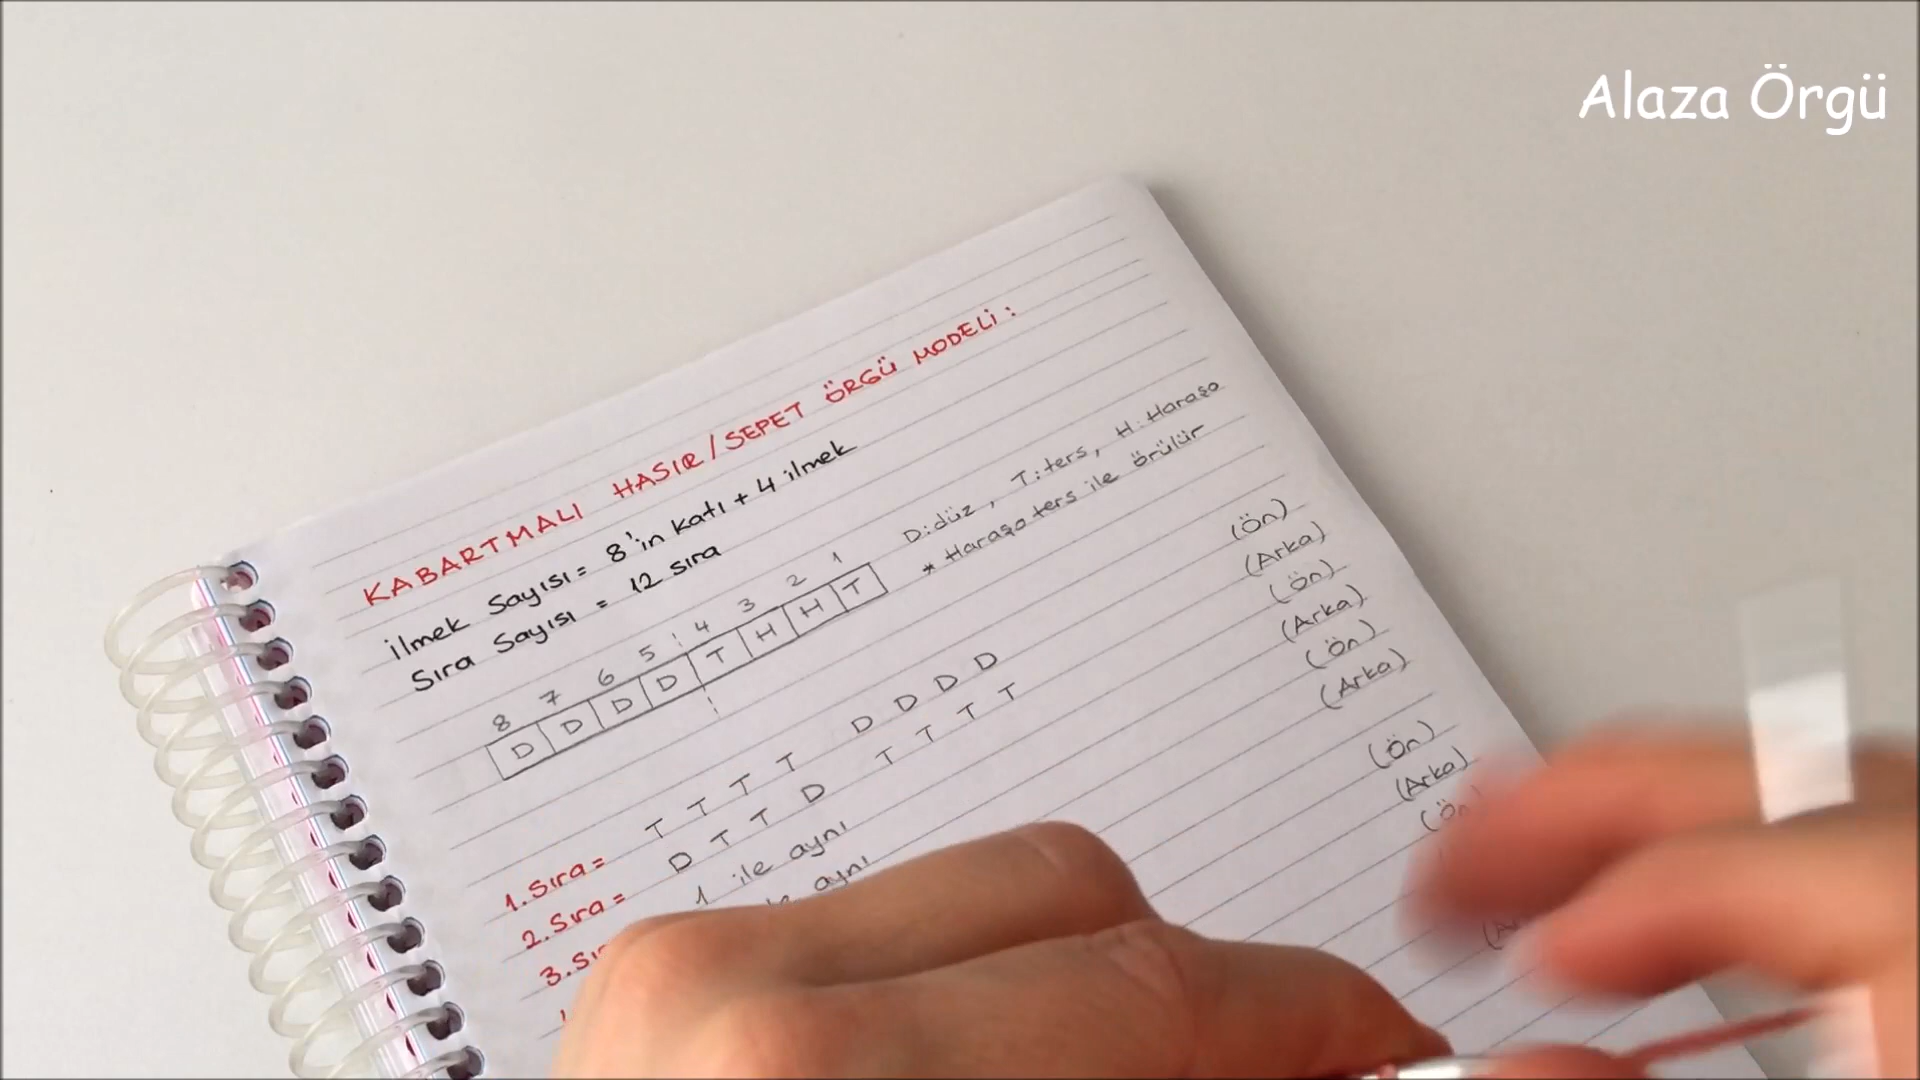 Alaza Örgü
KABARTMALI HASIR/SEPET ÖRGÜ MODELİ:
İlmek Sayısı = 8'in katı + 4 ilmek
Sıra Sayısı = 12 sıra
D:düz, T:ters, H:Haraşo
* Haraşo ters ile örülür
8 7 6 5 4 3 2 1
D D D D T H H T
1.Sıra= T T T T D D D D (Ön)
2.Sıra= D T T D T T T T (Arka)
1 ile aynı (Ön)
aynı (Arka)
(Ön)
(Arka)
(Ön)
(Arka)